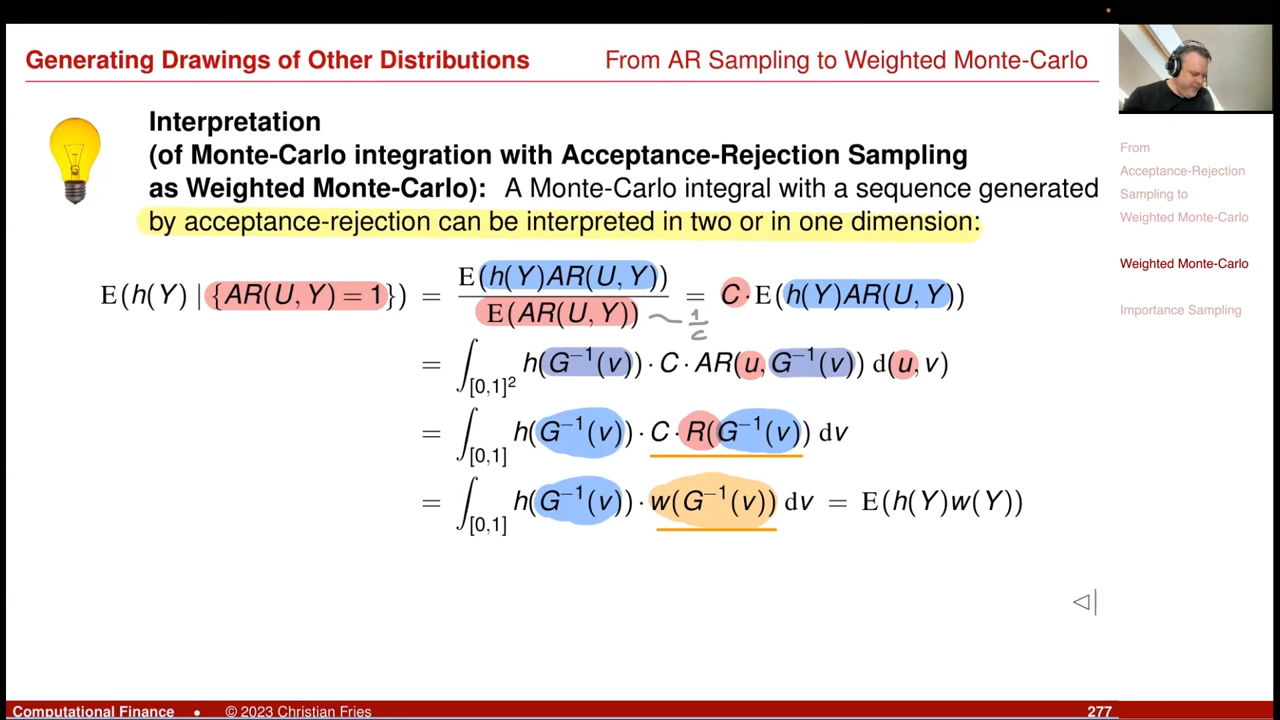 Generating Drawings of Other Distributions From AR Sampling to Weighted Monte-Carlo
Interpretation
(of Monte-Carlo integration with Acceptance-Rejection Sampling
as Weighted Monte-Carlo): A Monte-Carlo integral with a sequence generated
by acceptance-rejection can be interpreted in two or in one dimension:
E(h(Y) | {AR(U,Y) = 1}) = E(h(Y)AR(U,Y)) / E(AR(U,Y)) ~ 1/C = C·E(h(Y)AR(U,Y))
= ∫_[0,1]² h(G⁻¹(v)) · C · AR(u, G⁻¹(v)) d(u,v)
= ∫_[0,1] h(G⁻¹(v)) · C · R(G⁻¹(v)) dv
= ∫_[0,1] h(G⁻¹(v)) · w(G⁻¹(v)) dv = E(h(Y)w(Y))
◁|
From
Acceptance-Rejection
Sampling to
Weighted Monte-Carlo
Weighted Monte-Carlo
Importance Sampling
Computational Finance • © 2023 Christian Fries 277